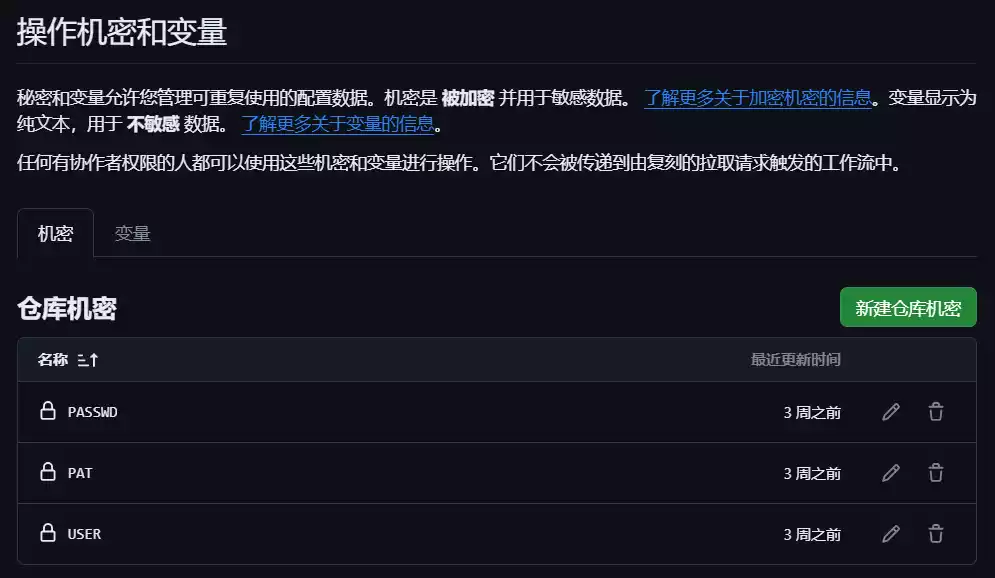 操作机密和变量
秘密和变量允许您管理可重复使用的配置数据。机密是 被加密 并用于敏感数据。 了解更多关于加密机密的信息。变量显示为
纯文本，用于 不敏感 数据。 了解更多关于变量的信息。
任何有协作者权限的人都可以使用这些机密和变量进行操作。它们不会被传递到由复刻的拉取请求触发的工作流中。
机密 变量
仓库机密 新建仓库机密
名称 最近更新时间
PASSWD 3 周之前
PAT 3 周之前
USER 3 周之前